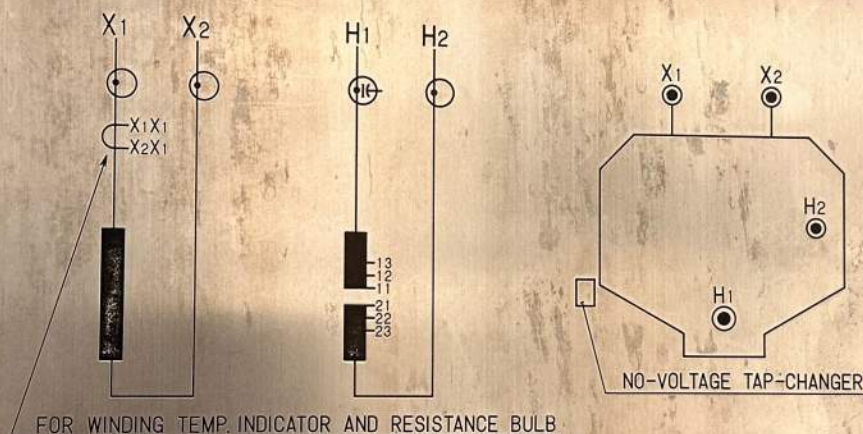 X1 X2 H1 H2
X1 X2
X1X1
X2X1
H2
13
12
11
21
22
23
H1
NO-VOLTAGE TAP-CHANGER
FOR WINDING TEMP. INDICATOR AND RESISTANCE BULB